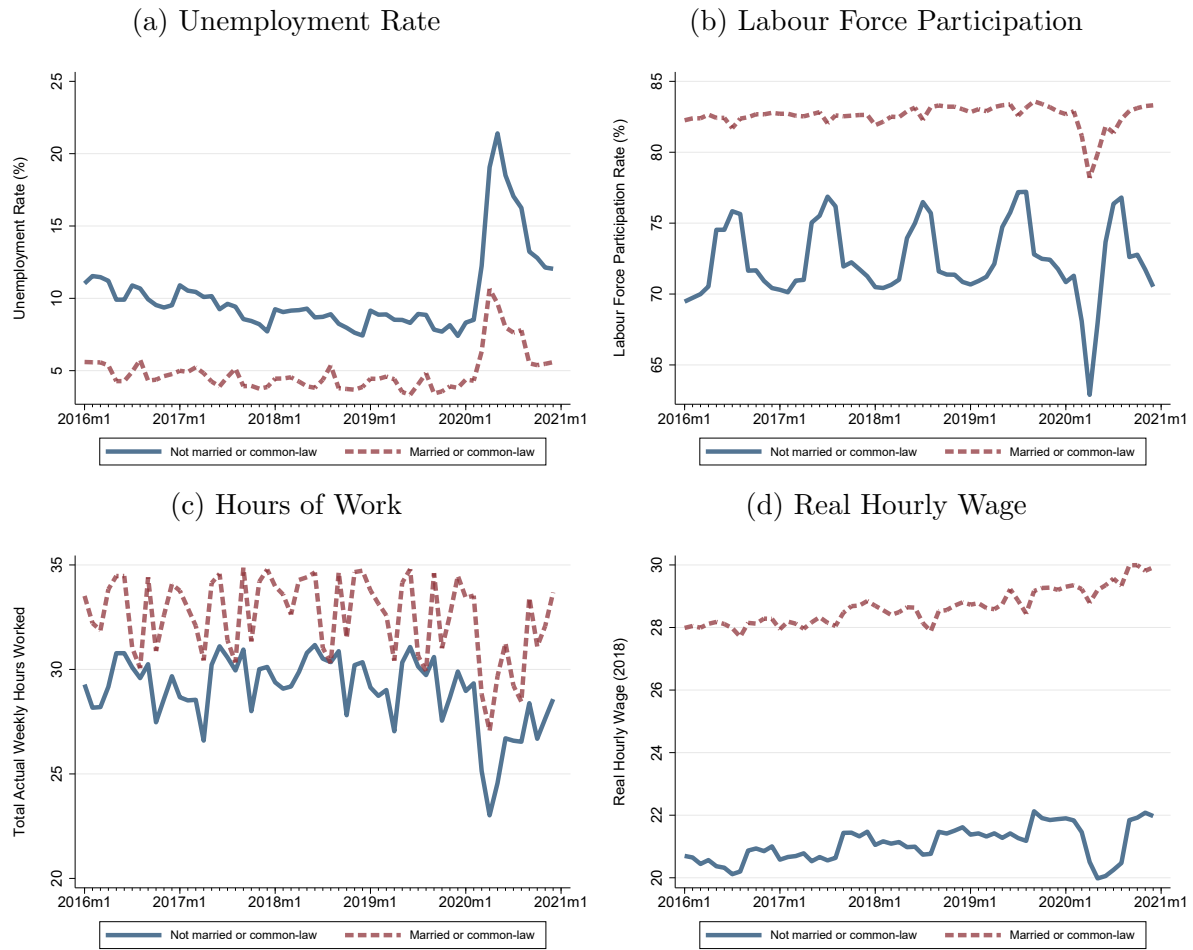 (a) Unemployment Rate
Unemployment Rate (%)
25
20
15
10
5
2016m1 2017m1 2018m1 2019m1 2020m1 2021m1
Not married or common-law Married or common-law
(b) Labour Force Participation
Labour Force Participation Rate (%)
85
80
75
70
65
2016m1 2017m1 2018m1 2019m1 2020m1 2021m1
Not married or common-law Married or common-law
(c) Hours of Work
Total Actual Weekly Hours Worked
35
30
25
20
2016m1 2017m1 2018m1 2019m1 2020m1 2021m1
Not married or common-law Married or common-law
(d) Real Hourly Wage
Real Hourly Wage (2018)
30
28
26
24
22
20
2016m1 2017m1 2018m1 2019m1 2020m1 2021m1
Not married or common-law Married or common-law